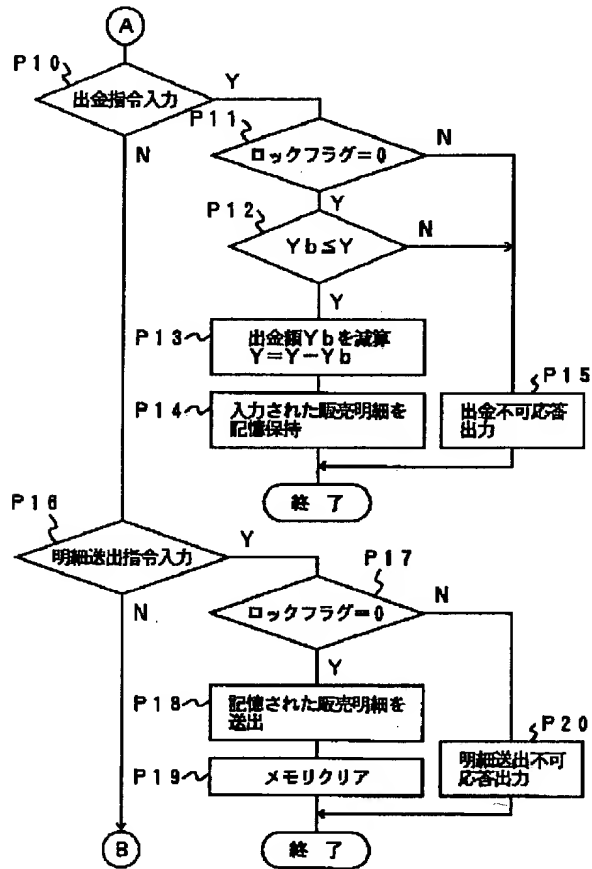 A
P10
出金指令入力
Y
N
P11
ロックフラグ=0
N
Y
P12
Yb≦Y
N
Y
P13
出金額Ybを減算
Y=Y-Yb
P14
入力された販売明細を
記憶保持
P15
出金不可応答
出力
終 了
P16
明細送出指令入力
Y
N
P17
ロックフラグ=0
N
Y
P18
記憶された販売明細を
送出
P19
メモリクリア
P20
明細送出不可
応答出力
B
終 了